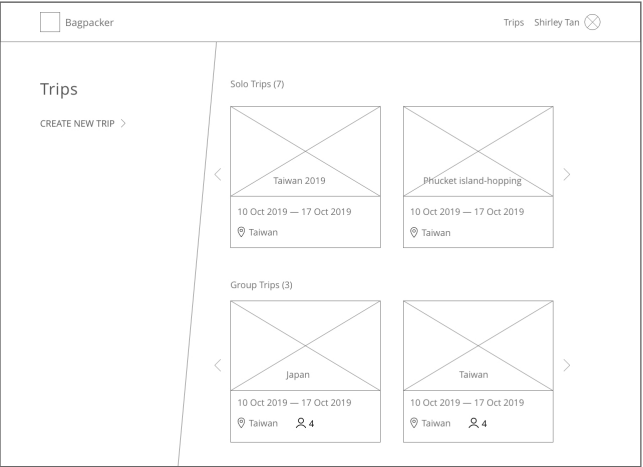 Bagpacker
Trips Shirley Tan
Trips
CREATE NEW TRIP
Solo Trips (7)
Taiwan 2019
10 Oct 2019 — 17 Oct 2019
Taiwan
Phucket island-hopping
10 Oct 2019 — 17 Oct 2019
Taiwan
Group Trips (3)
Japan
10 Oct 2019 — 17 Oct 2019
Taiwan 4
Taiwan
10 Oct 2019 — 17 Oct 2019
Taiwan 4